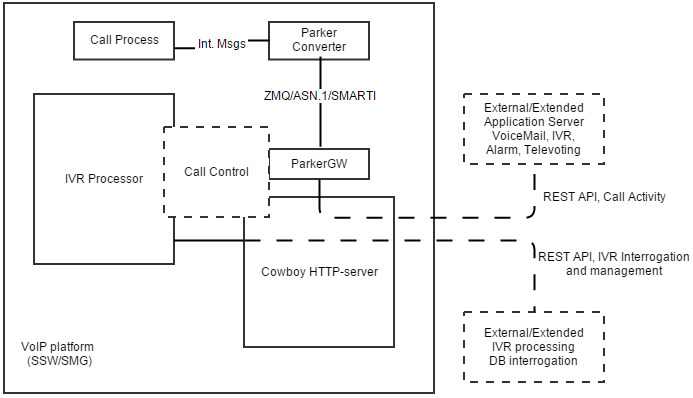 Call Process
Int. Msgs
Parker
Converter
ZMQ/ASN.1/SMARTI
IVR Processor
Call Control
ParkerGW
External/Extended
Application Server
VoiceMail, IVR,
Alarm, Televoting
REST API, Call Activity
REST API, IVR Interrogation
and management
Cowboy HTTP-server
External/Extended
IVR processing
DB interrogation
VoIP platform
(SSW/SMG)